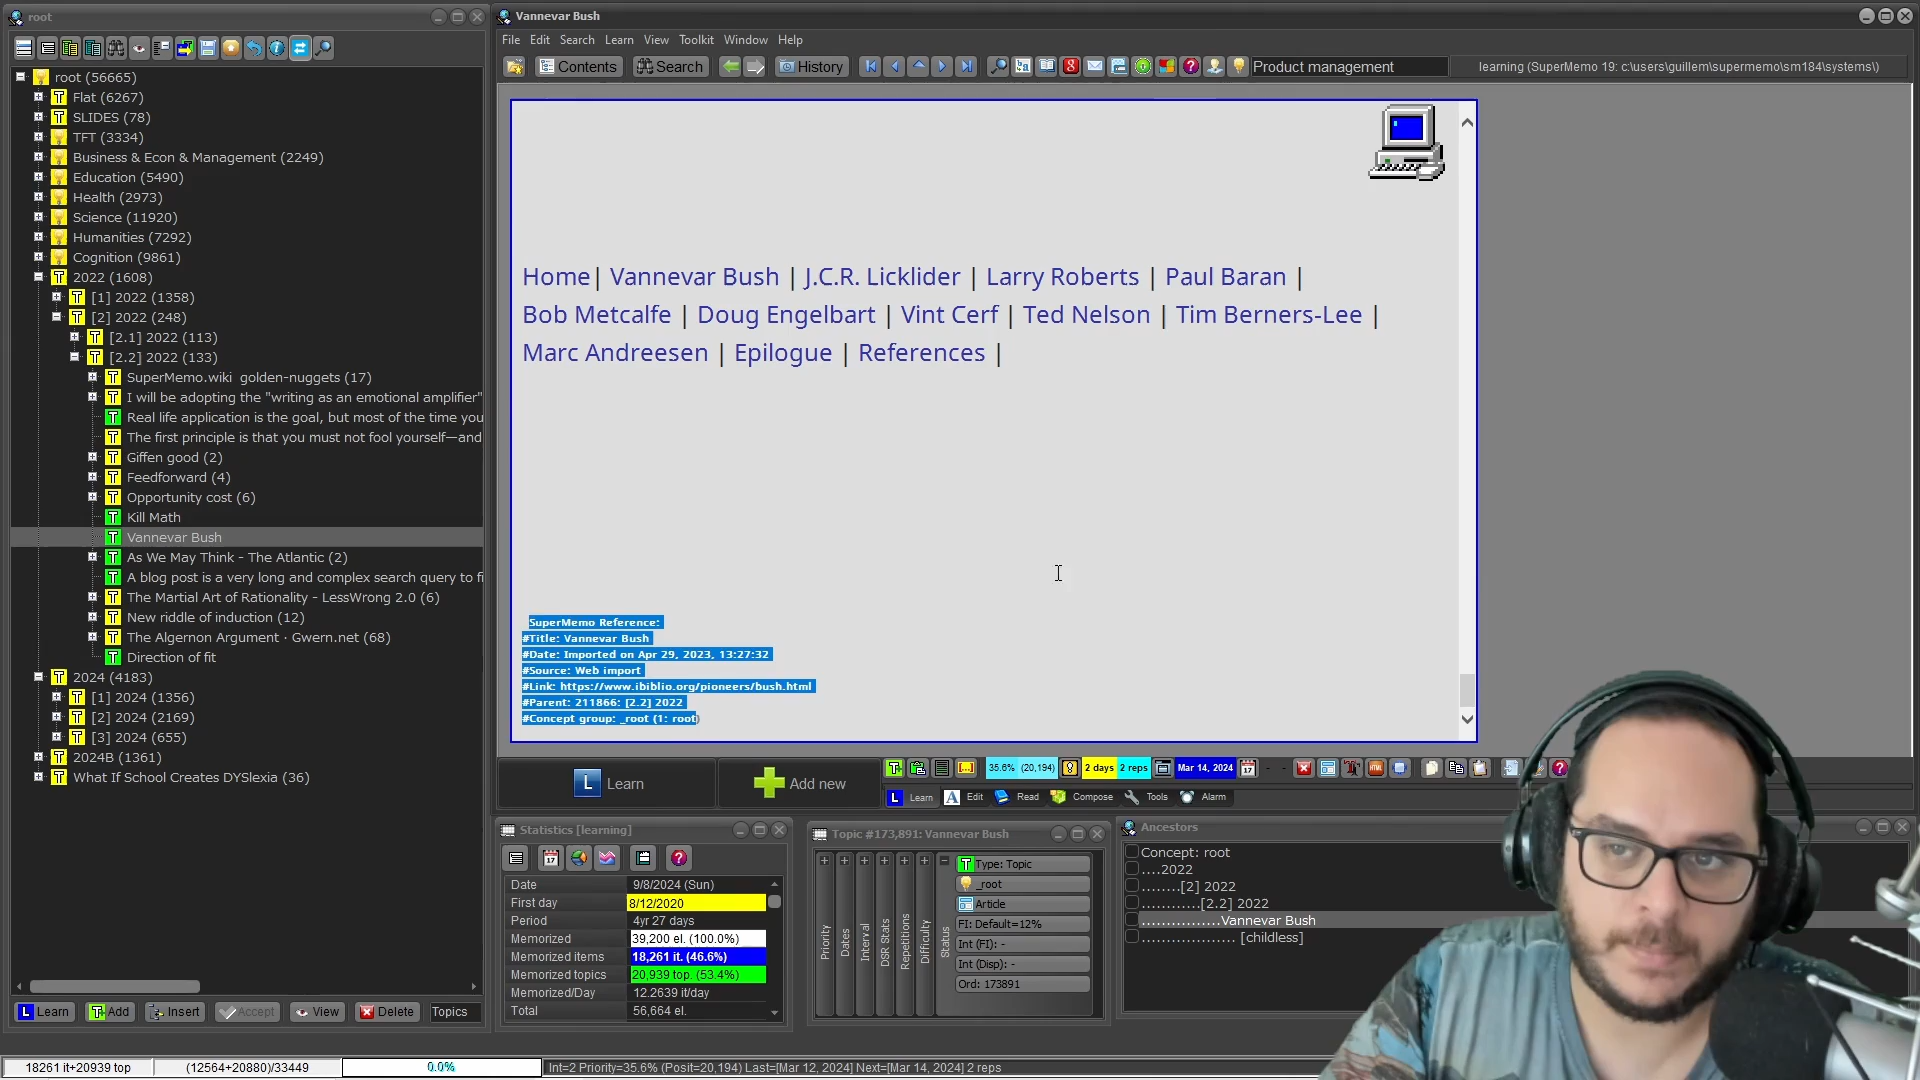 root
root (56665)
Flat (6267)
SLIDES (78)
TFT (3334)
Business & Econ & Management (2249)
Education (5490)
Health (2973)
Science (11920)
Humanities (7292)
Cognition (9861)
2022 (1608)
[1] 2022 (1358)
[2] 2022 (248)
[2.1] 2022 (113)
[2.2] 2022 (133)
SuperMemo.wiki golden-nuggets (17)
I will be adopting the "writing as an emotional amplifier"
Real life application is the goal, but most of the time you
The first principle is that you must not fool yourself—and
Giffen good (2)
Feedforward (4)
Opportunity cost (6)
Kill Math
Vannevar Bush
As We May Think - The Atlantic (2)
A blog post is a very long and complex search query to fi
The Martial Art of Rationality - LessWrong 2.0 (6)
New riddle of induction (12)
The Algernon Argument · Gwern.net (68)
Direction of fit
2024 (4183)
[1] 2024 (1356)
[2] 2024 (2169)
[3] 2024 (655)
2024B (1361)
What If School Creates DYSlexia (36)
Learn Add Insert Accept View Delete Topics
Vannevar Bush
File Edit Search Learn View Toolkit Window Help
Contents Search History Product management learning (SuperMemo 19: c:\users\guillem\supermemo\sm184\systems\)
Home| Vannevar Bush | J.C.R. Licklider | Larry Roberts | Paul Baran |
Bob Metcalfe | Doug Engelbart | Vint Cerf | Ted Nelson | Tim Berners-Lee |
Marc Andreesen | Epilogue | References |
SuperMemo Reference:
#Title: Vannevar Bush
#Date: Imported on Apr 29, 2023, 13:27:32
#Source: Web import
#Link: https://www.ibiblio.org/pioneers/bush.html
#Parent: 211866: [2.2] 2022
#Concept group: _root (1: root)
L Learn Add new
35.6% (20,194) 2 days 2 reps Mar 14, 2024 17 - -
Learn Edit Read Compose Tools Alarm
Statistics [learning]
Date 9/8/2024 (Sun)
First day 8/12/2020
Period 4yr 27 days
Memorized 39,200 el. (100.0%)
Memorized items 18,261 it. (46.6%)
Memorized topics 20,939 top. (53.4%)
Memorized/Day 12.2639 it/day
Total 56,664 el.
Topic #173,891: Vannevar Bush
Priority
Dates
Interval
DSR Stats
Repetitions
Difficulty
Status
Type: Topic
_root
Article
FI: Default=12%
Int (FI): -
Int (Disp): -
Ord: 173891
Ancestors
Concept: root
....2022
........[2] 2022
............[2.2] 2022
................Vannevar Bush
.................. [childless]
18261 it+20939 top (12564+20880)/33449 0.0% Int=2 Priority=35.6% (Posit=20,194) Last=[Mar 12, 2024] Next=[Mar 14, 2024] 2 reps